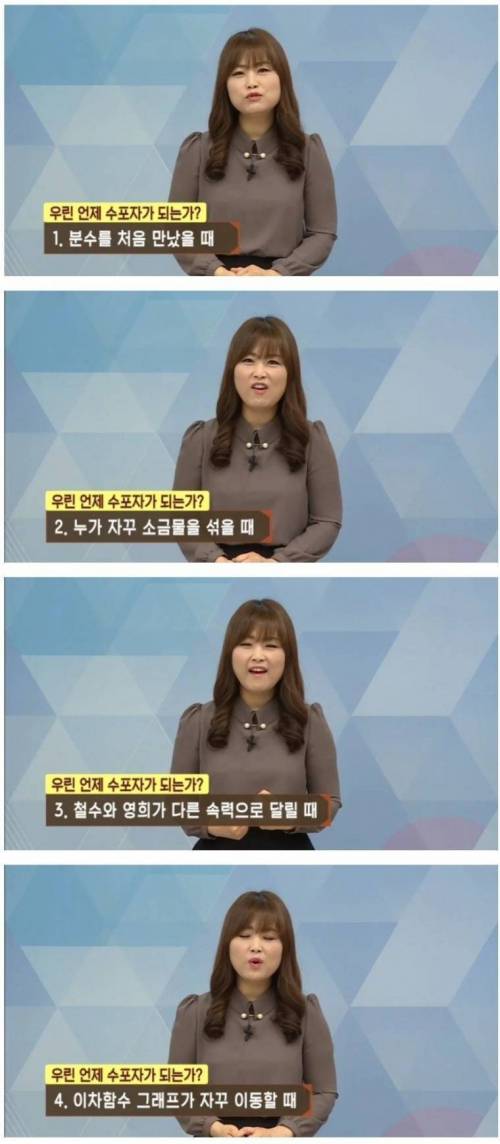 우린 언제 수포자가 되는가?
1. 분수를 처음 만났을 때
우린 언제 수포자가 되는가?
2. 누가 자꾸 소금물을 섞을 때
우린 언제 수포자가 되는가?
3. 철수와 영희가 다른 속력으로 달릴 때
우린 언제 수포자가 되는가?
4. 이차함수 그래프가 자꾸 이동할 때